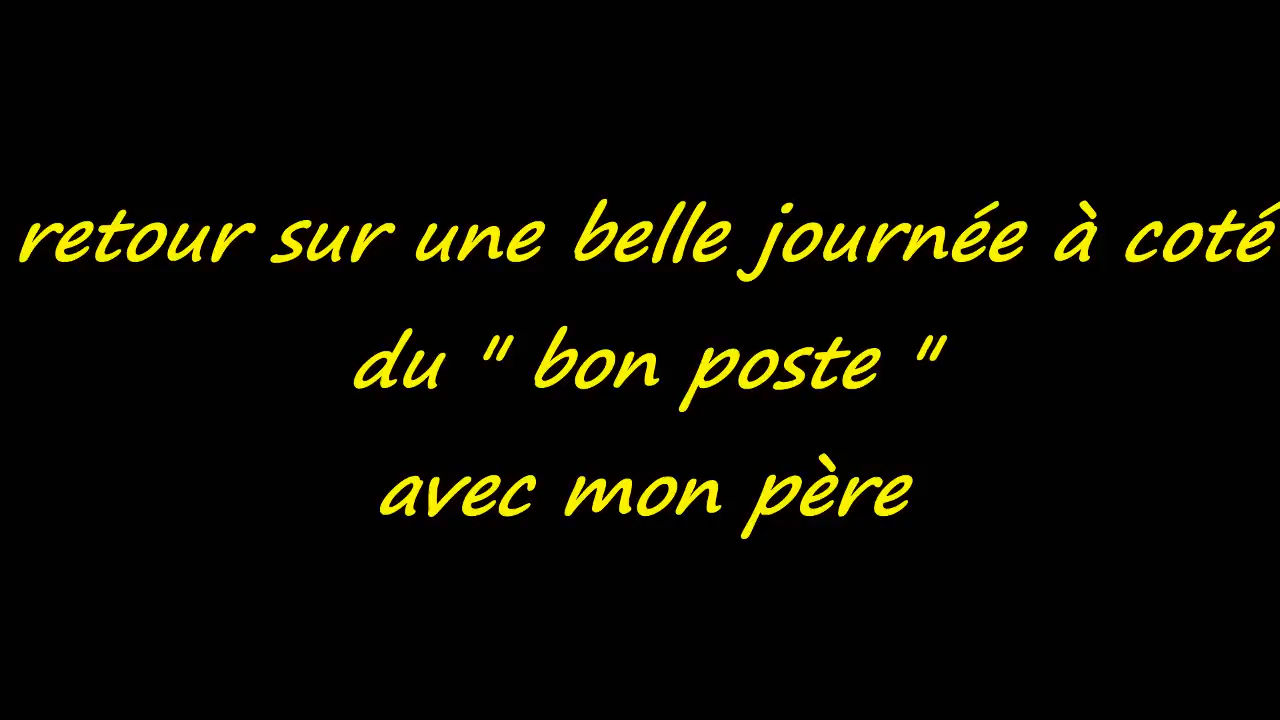 retour sur une belle journée à coté
du " bon poste "
avec mon père